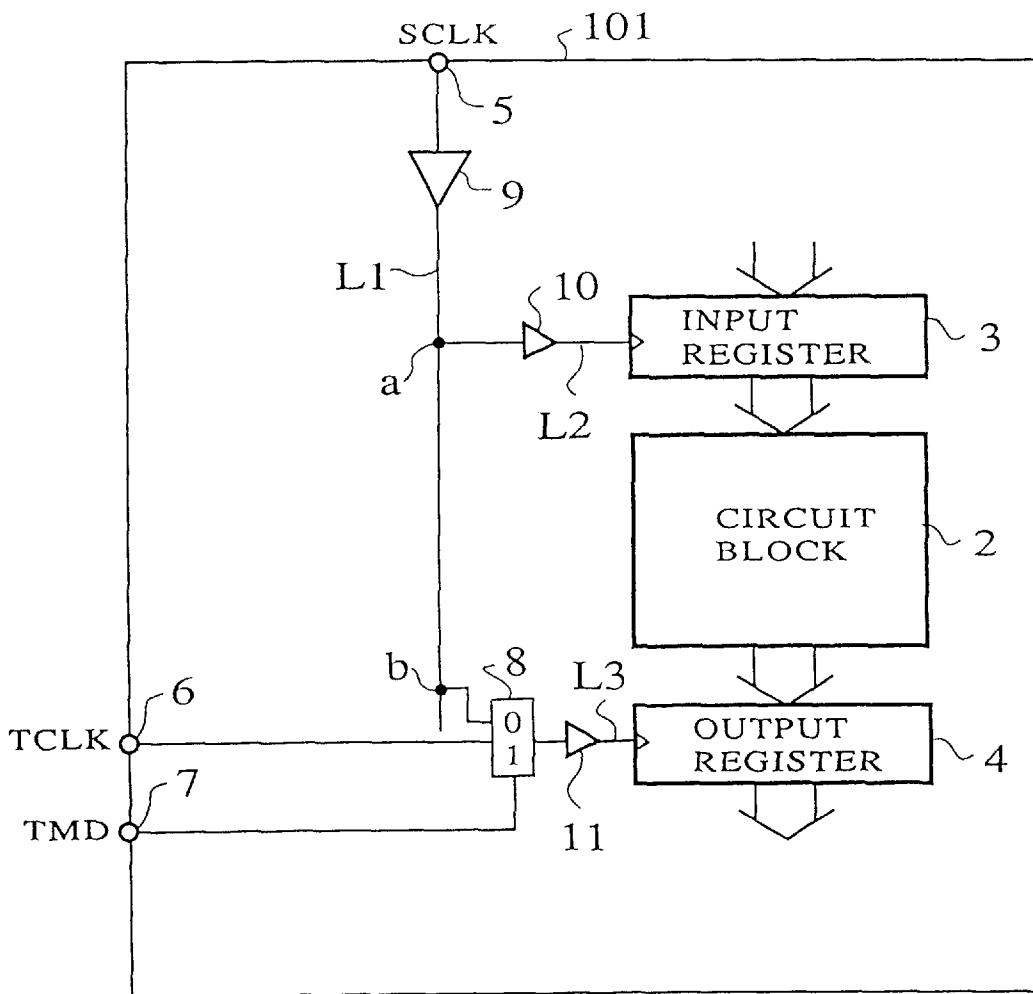 SCLK
101
5
9
L1
10
INPUT
REGISTER
3
a
L2
CIRCUIT
BLOCK
2
b
8
L3
6
0
TCLK
1
OUTPUT
REGISTER
4
7
TMD
11